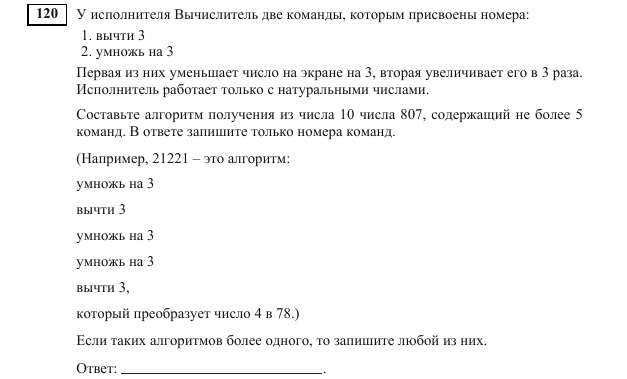 120 У исполнителя Вычислитель две команды, которым присвоены номера:
1. вычти 3
2. умножь на 3
Первая из них уменьшает число на экране на 3, вторая увеличивает его в 3 раза.
Исполнитель работает только с натуральными числами.
Составьте алгоритм получения из числа 10 числа 807, содержащий не более 5
команд. В ответе запишите только номера команд.
(Например, 21221 – это алгоритм:
умножь на 3
вычти 3
умножь на 3
умножь на 3
вычти 3,
который преобразует число 4 в 78.)
Если таких алгоритмов более одного, то запишите любой из них.
Ответ: ____________________________.